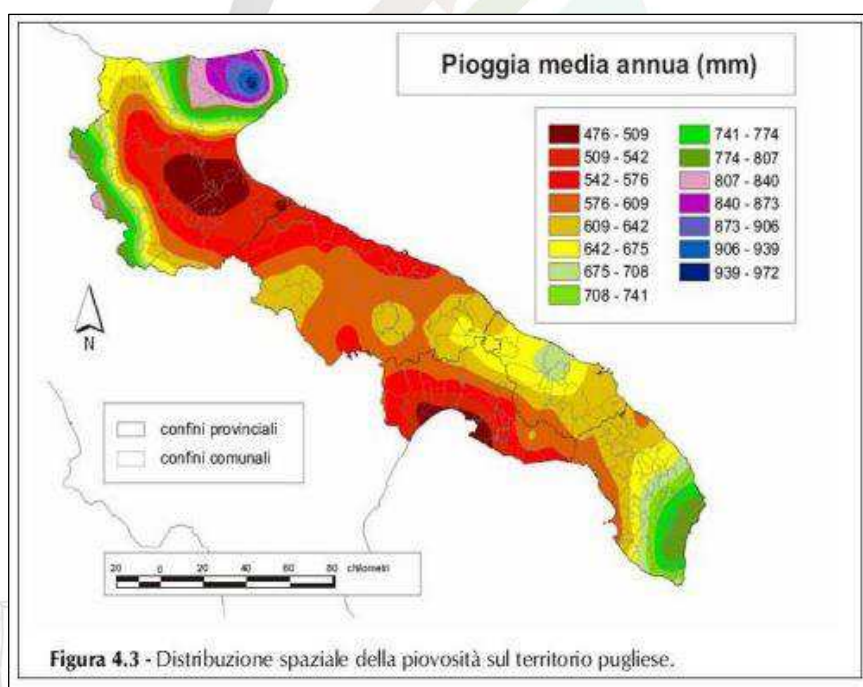 Pioggia media annua (mm)
476 - 509
509 - 542
542 - 576
576 - 609
609 - 642
642 - 675
675 - 708
708 - 741
741 - 774
774 - 807
807 - 840
840 - 873
873 - 906
906 - 939
939 - 972
N
confini provinciali
confini comunali
20 0 20 40 60 80 chilometri
Figura 4.3 - Distribuzione spaziale della piovosità sul territorio pugliese.